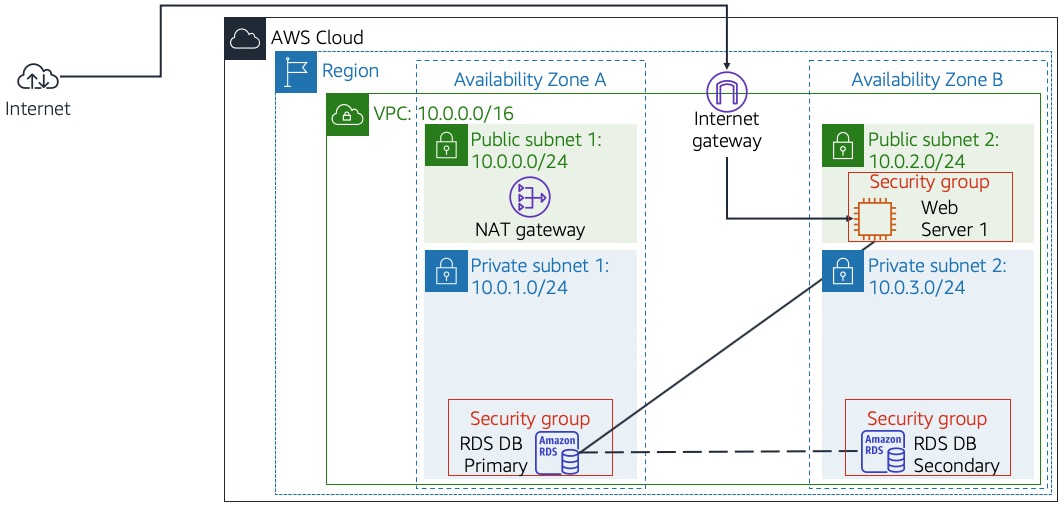 AWS Cloud
Internet
Region
Availability Zone A
Availability Zone B
VPC: 10.0.0.0/16
Internet
gateway
Public subnet 1:
10.0.0.0/24
NAT gateway
Public subnet 2:
10.0.2.0/24
Security group
Web
Server 1
Private subnet 1:
10.0.1.0/24
Private subnet 2:
10.0.3.0/24
Security group
RDS DB
Primary
Amazon
RDS
Security group
Amazon
RDS
RDS DB
Secondary